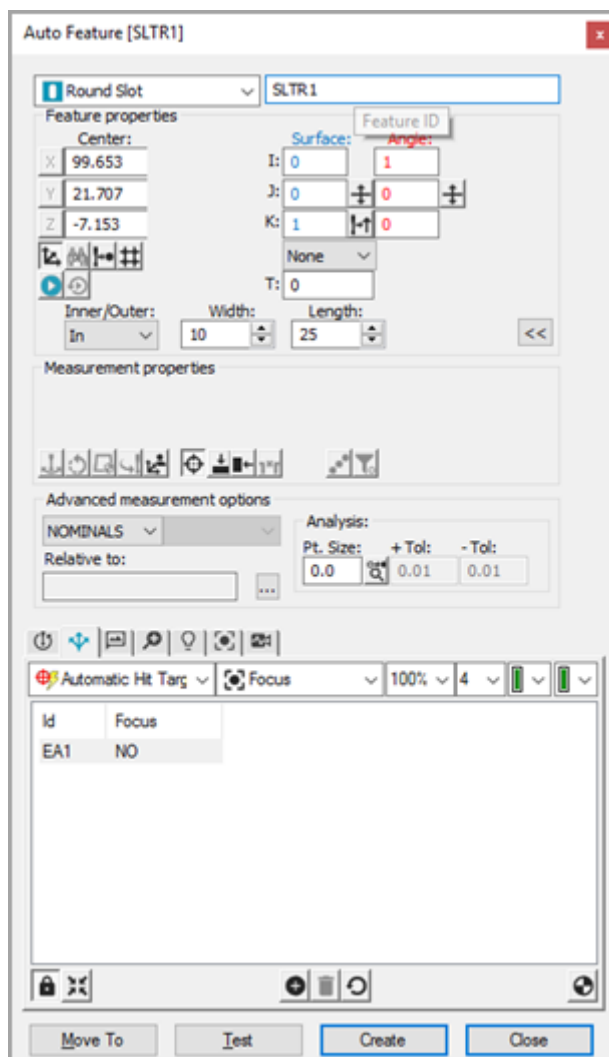 Auto Feature [SLTR1]
x
Round Slot SLTR1
Feature properties Feature ID
Center: Surface: Angle:
X 99.653 I: 0 1
Y 21.707 J: 0 0
Z -7.153 K: 1 0
None
T: 0
Inner/Outer: Width: Length:
In 10 25 <<
Measurement properties
Advanced measurement options
NOMINALS Analysis:
Relative to: Pt. Size: +Tol: -Tol:
0.0 0.01 0.01
...
Automatic Hit Targ Focus 100% 4
Id Focus
EA1 NO
Move To Test Create Close